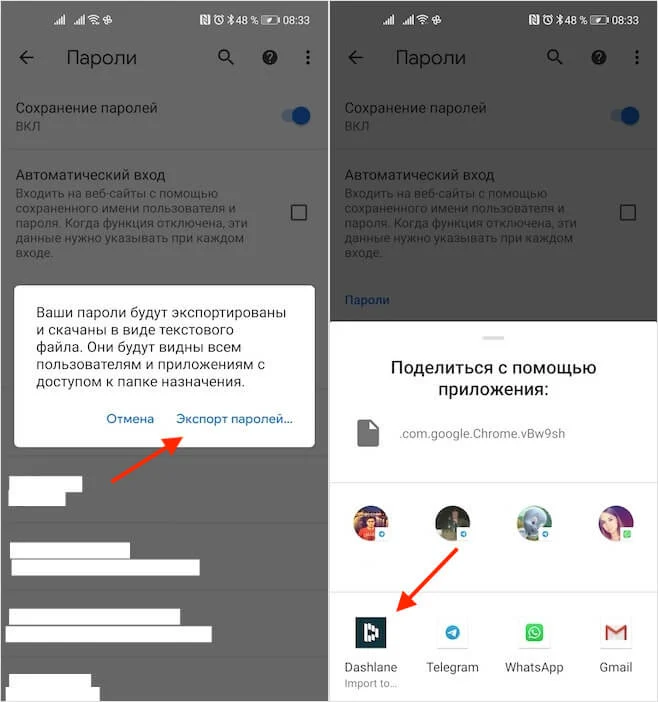 48 % 08:33
Пароли
Сохранение паролей
ВКЛ
Автоматический вход
Входить на веб-сайты с помощью
сохраненного имени пользователя и
пароля. Когда функция отключена, эти
данные нужно указывать при каждом
входе.
Ваши пароли будут экспортированы
и скачаны в виде текстового
файла. Они будут видны всем
пользователям и приложениям с
доступом к папке назначения.
Отмена Экспорт паролей...
48 % 08:33
Пароли
Сохранение паролей
ВКЛ
Автоматический вход
Входить на веб-сайты с помощью
сохраненного имени пользователя и
пароля. Когда функция отключена, эти
данные нужно указывать при каждом
входе.
Пароли
Поделиться с помощью
приложения:
.com.google.Chrome.vBw9sh
Dashlane Telegram WhatsApp Gmail
Import to...